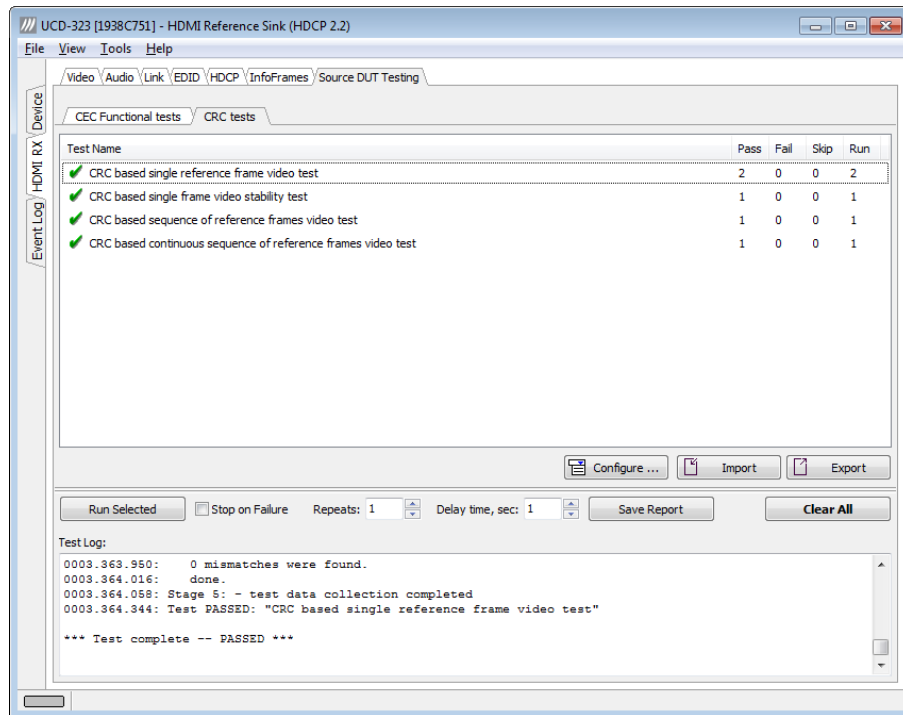 UCD-323 [1938C751] - HDMI Reference Sink (HDCP 2.2)
File View Tools Help
Device
HDMI RX
Event Log
Video Audio Link EDID HDCP InfoFrames Source DUT Testing
CEC Functional tests CRC tests
Test Name Pass Fail Skip Run
CRC based single reference frame video test 2 0 0 2
CRC based single frame video stability test 1 0 0 1
CRC based sequence of reference frames video test 1 0 0 1
CRC based continuous sequence of reference frames video test 1 0 0 1
Configure ... Import Export
Run Selected Stop on Failure Repeats: 1 Delay time, sec: 1 Save Report Clear All
Test Log:
0003.363.950: 0 mismatches were found.
0003.364.016: done.
0003.364.058: Stage 5: - test data collection completed
0003.364.344: Test PASSED: "CRC based single reference frame video test"
*** Test complete -- PASSED ***